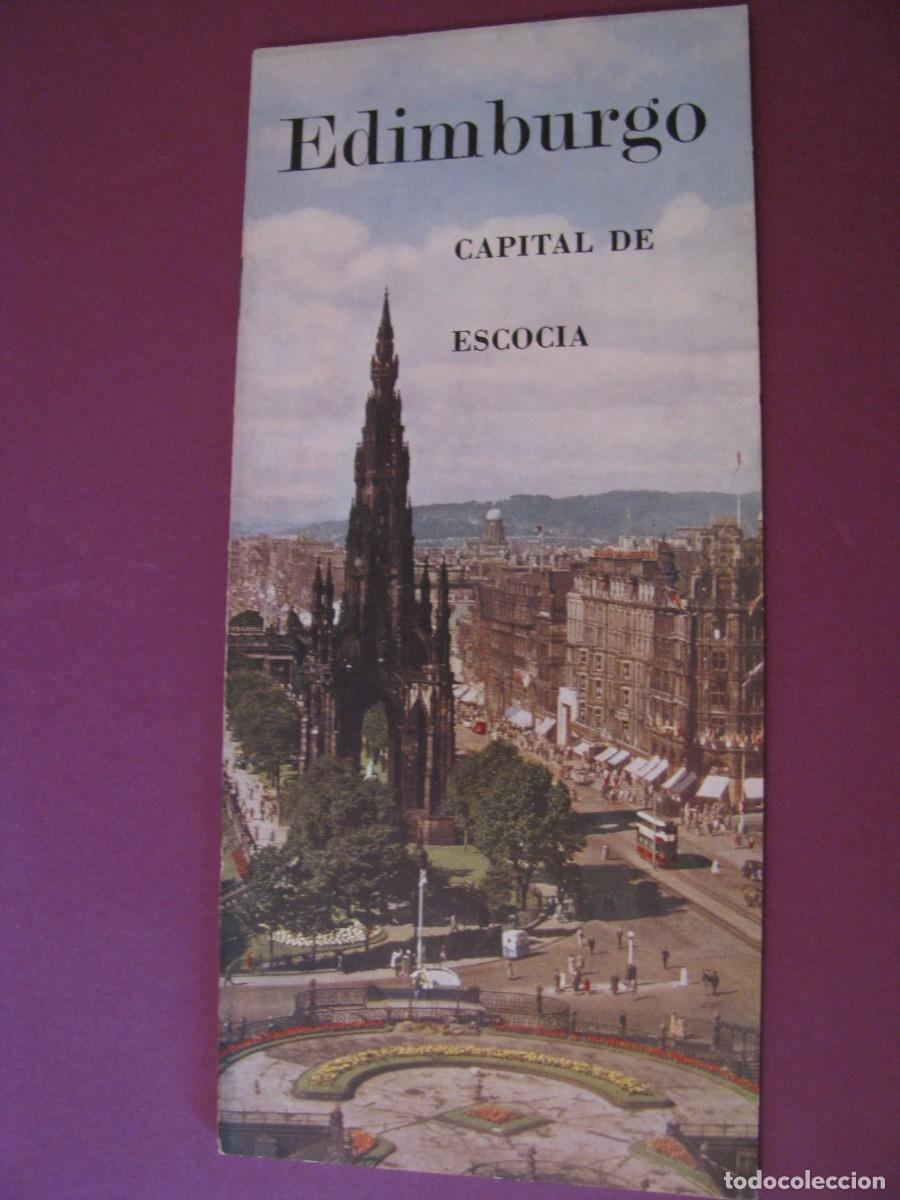 Edimburgo
CAPITAL DE
ESCOCIA
todocoleccion